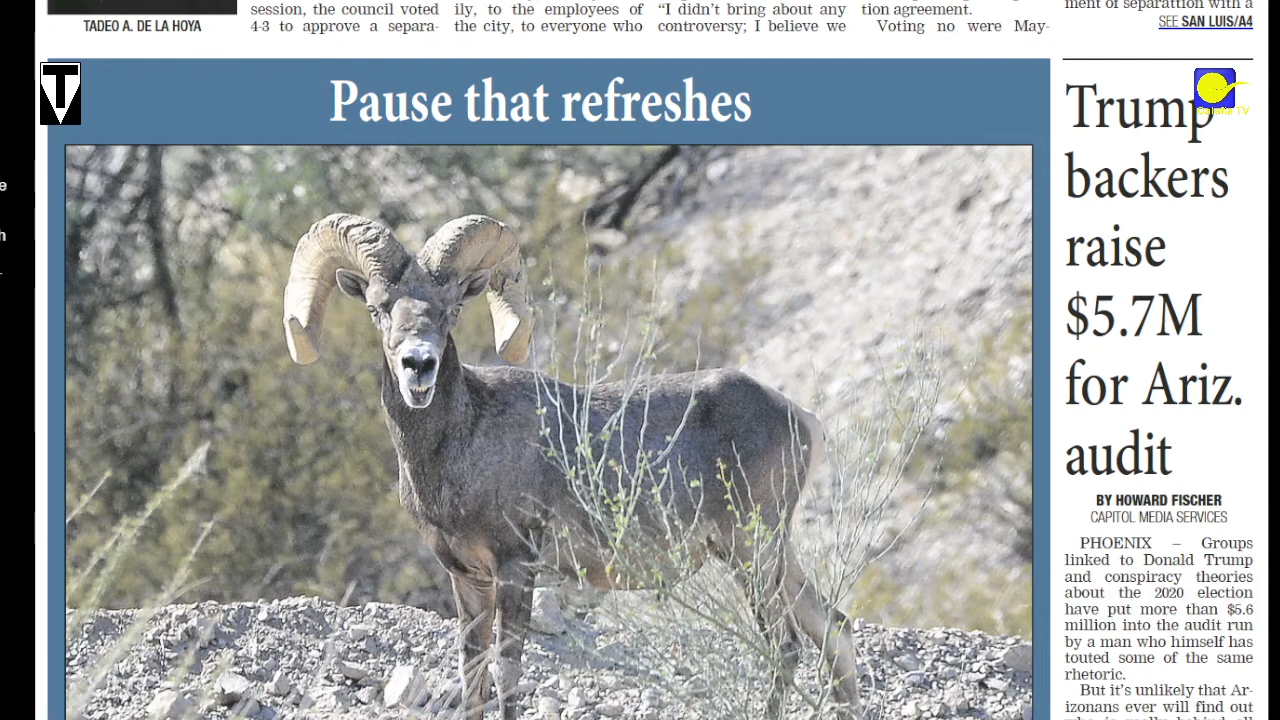 TADEO A. DE LA HOYA
session, the council voted
4-3 to approve a separa-
ily, to the employees of
the city, to everyone who
"I didn't bring about any
controversy; I believe we
tion agreement.
Voting no were May-
ment of separattion with a
SEE SAN LUIS/A4
T
Pause that refreshes
Trump
backers
raise
$5.7M
for Ariz.
audit
BY HOWARD FISCHER
CAPITOL MEDIA SERVICES
PHOENIX – Groups
linked to Donald Trump
and conspiracy theories
about the 2020 election
have put more than $5.6
million into the audit run
by a man who himself has
touted some of the same
rhetoric.
But it's unlikely that Ar-
izonans ever will find out